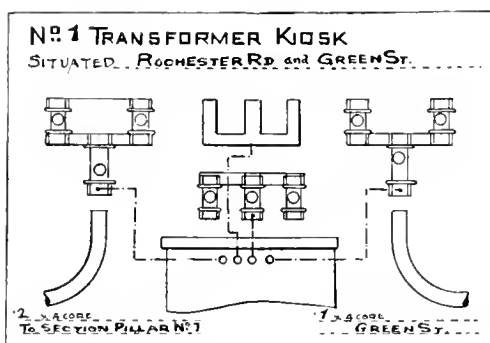 Nº 1 TRANSFORMER KIOSK
SITUATED ROCHESTER RD. and GREEN ST.
.2 x 4 CORE
TO SECTION PILLAR Nº 1
.1 x 4 CORE
GREEN ST.